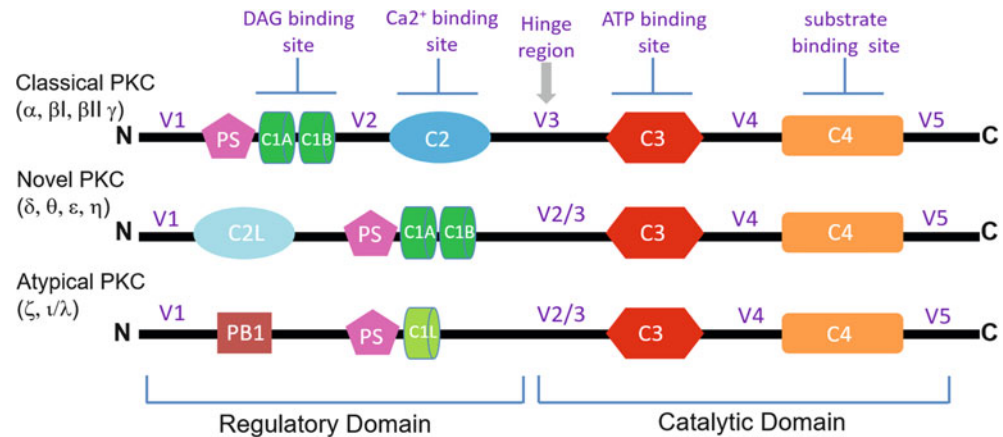 DAG binding site
Ca²⁺ binding site
Hinge region
ATP binding site
substrate binding site
Classical PKC
(α, βI, βII γ)
N V1 PS C1A C1B V2 C2 V3 C3 V4 C4 V5 C
Novel PKC
(δ, θ, ε, η)
N V1 C2L PS C1A C1B V2/3 C3 V4 C4 V5 C
Atypical PKC
(ζ, ι/λ)
N V1 PB1 PS C1L V2/3 C3 V4 C4 V5 C
Regulatory Domain Catalytic Domain